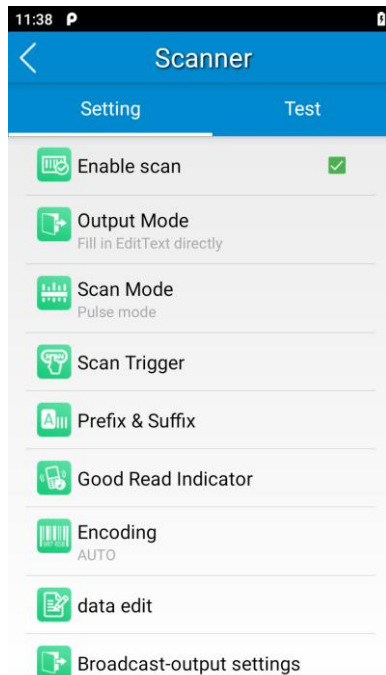 11:38
Scanner
Setting Test
Enable scan
Output Mode
Fill in EditText directly
Scan Mode
Pulse mode
Scan Trigger
Prefix & Suffix
Good Read Indicator
Encoding
AUTO
data edit
Broadcast-output settings